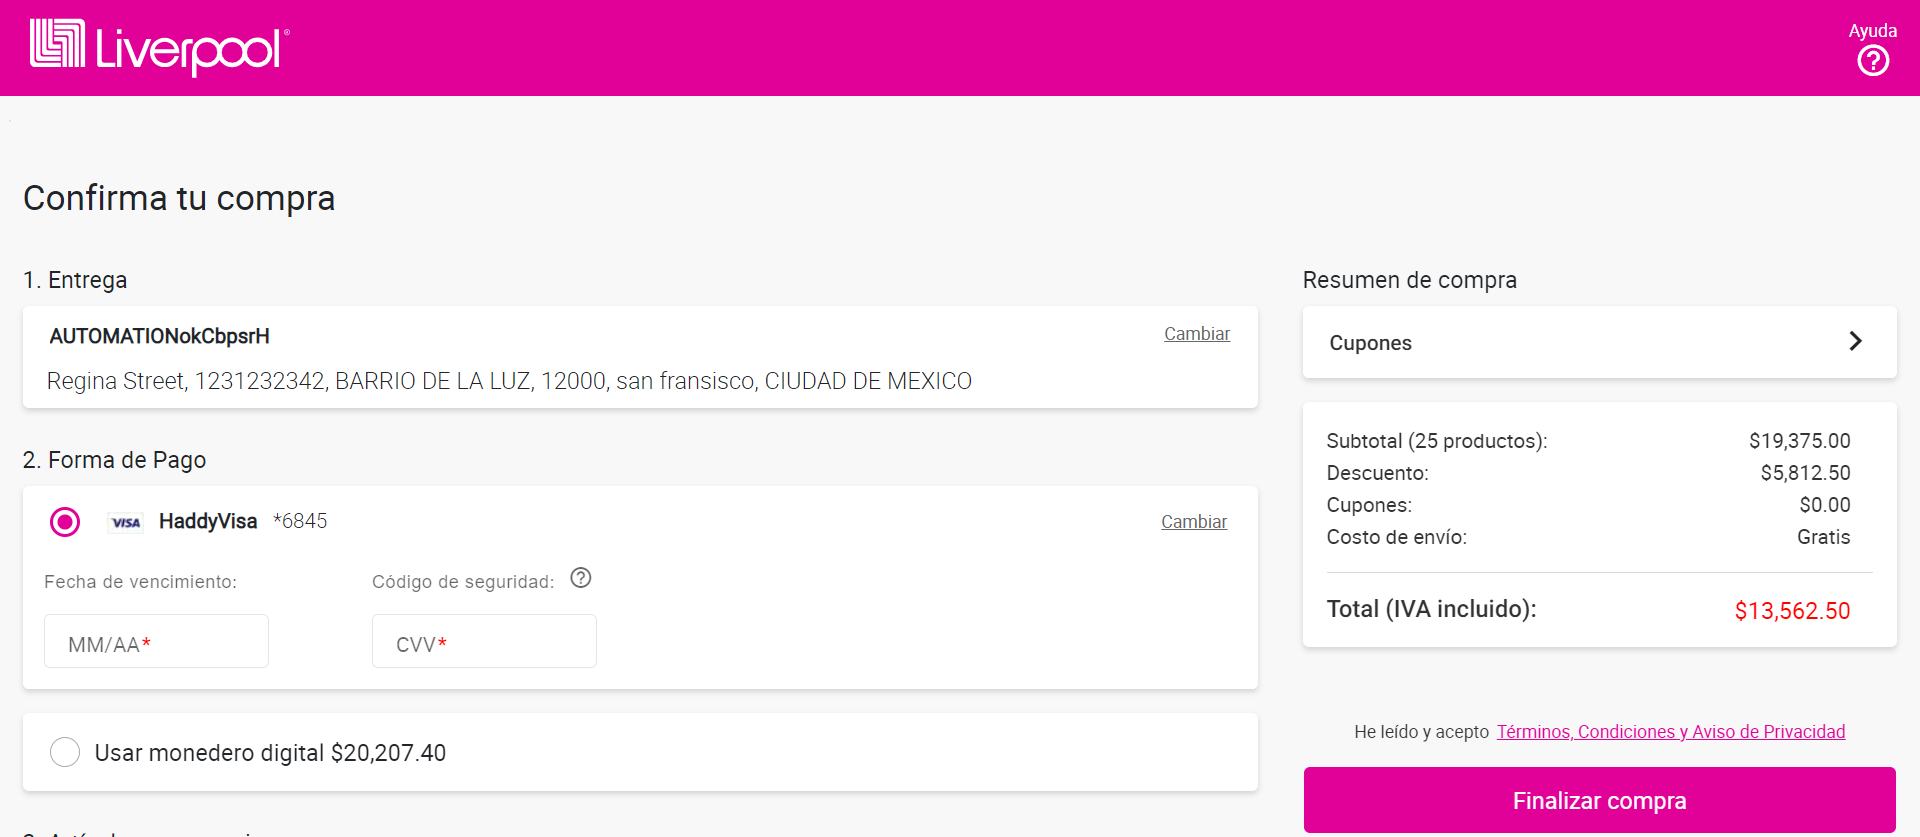 Liverpool®
Ayuda
?
Confirma tu compra
1. Entrega
AUTOMATIONokCbpsrH
Cambiar
Regina Street, 1231232342, BARRIO DE LA LUZ, 12000, san fransisco, CIUDAD DE MEXICO
2. Forma de Pago
VISA HaddyVisa *6845
Cambiar
Fecha de vencimiento:
Código de seguridad: ?
MM/AA*
CVV*
Usar monedero digital $20,207.40
Resumen de compra
Cupones
Subtotal (25 productos): $19,375.00
Descuento: $5,812.50
Cupones: $0.00
Costo de envío: Gratis
Total (IVA incluido): $13,562.50
He leído y acepto Términos, Condiciones y Aviso de Privacidad
Finalizar compra